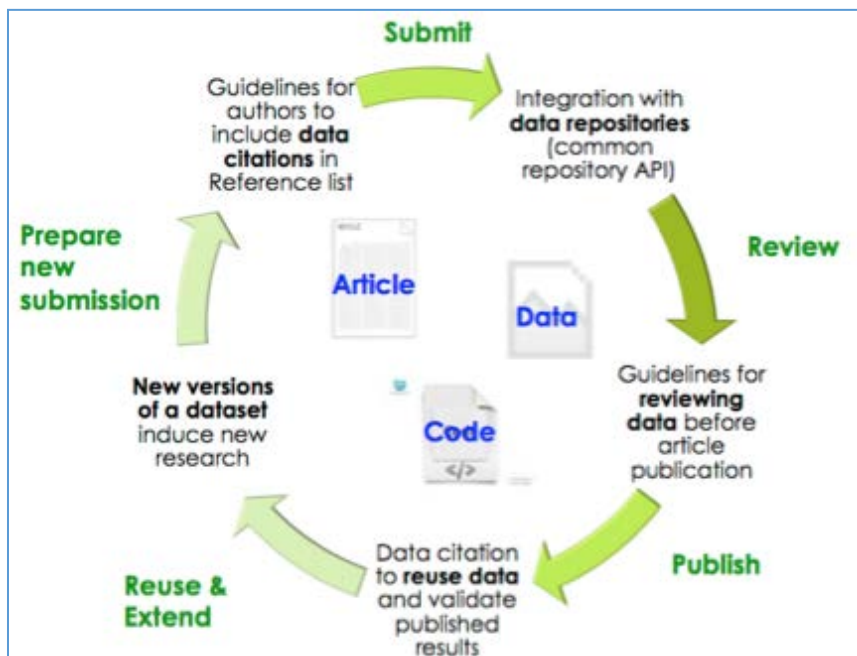 Submit
Guidelines for
authors to
include data
citations in
Reference list
Integration with
data repositories
(common
repository API)
Prepare
new
submission
Review
Article
Data
New versions
of a dataset
induce new
research
Code
</>
Guidelines for
reviewing
data before
article
publication
Data citation
to reuse data
and validate
published
results
Reuse &
Extend
Publish